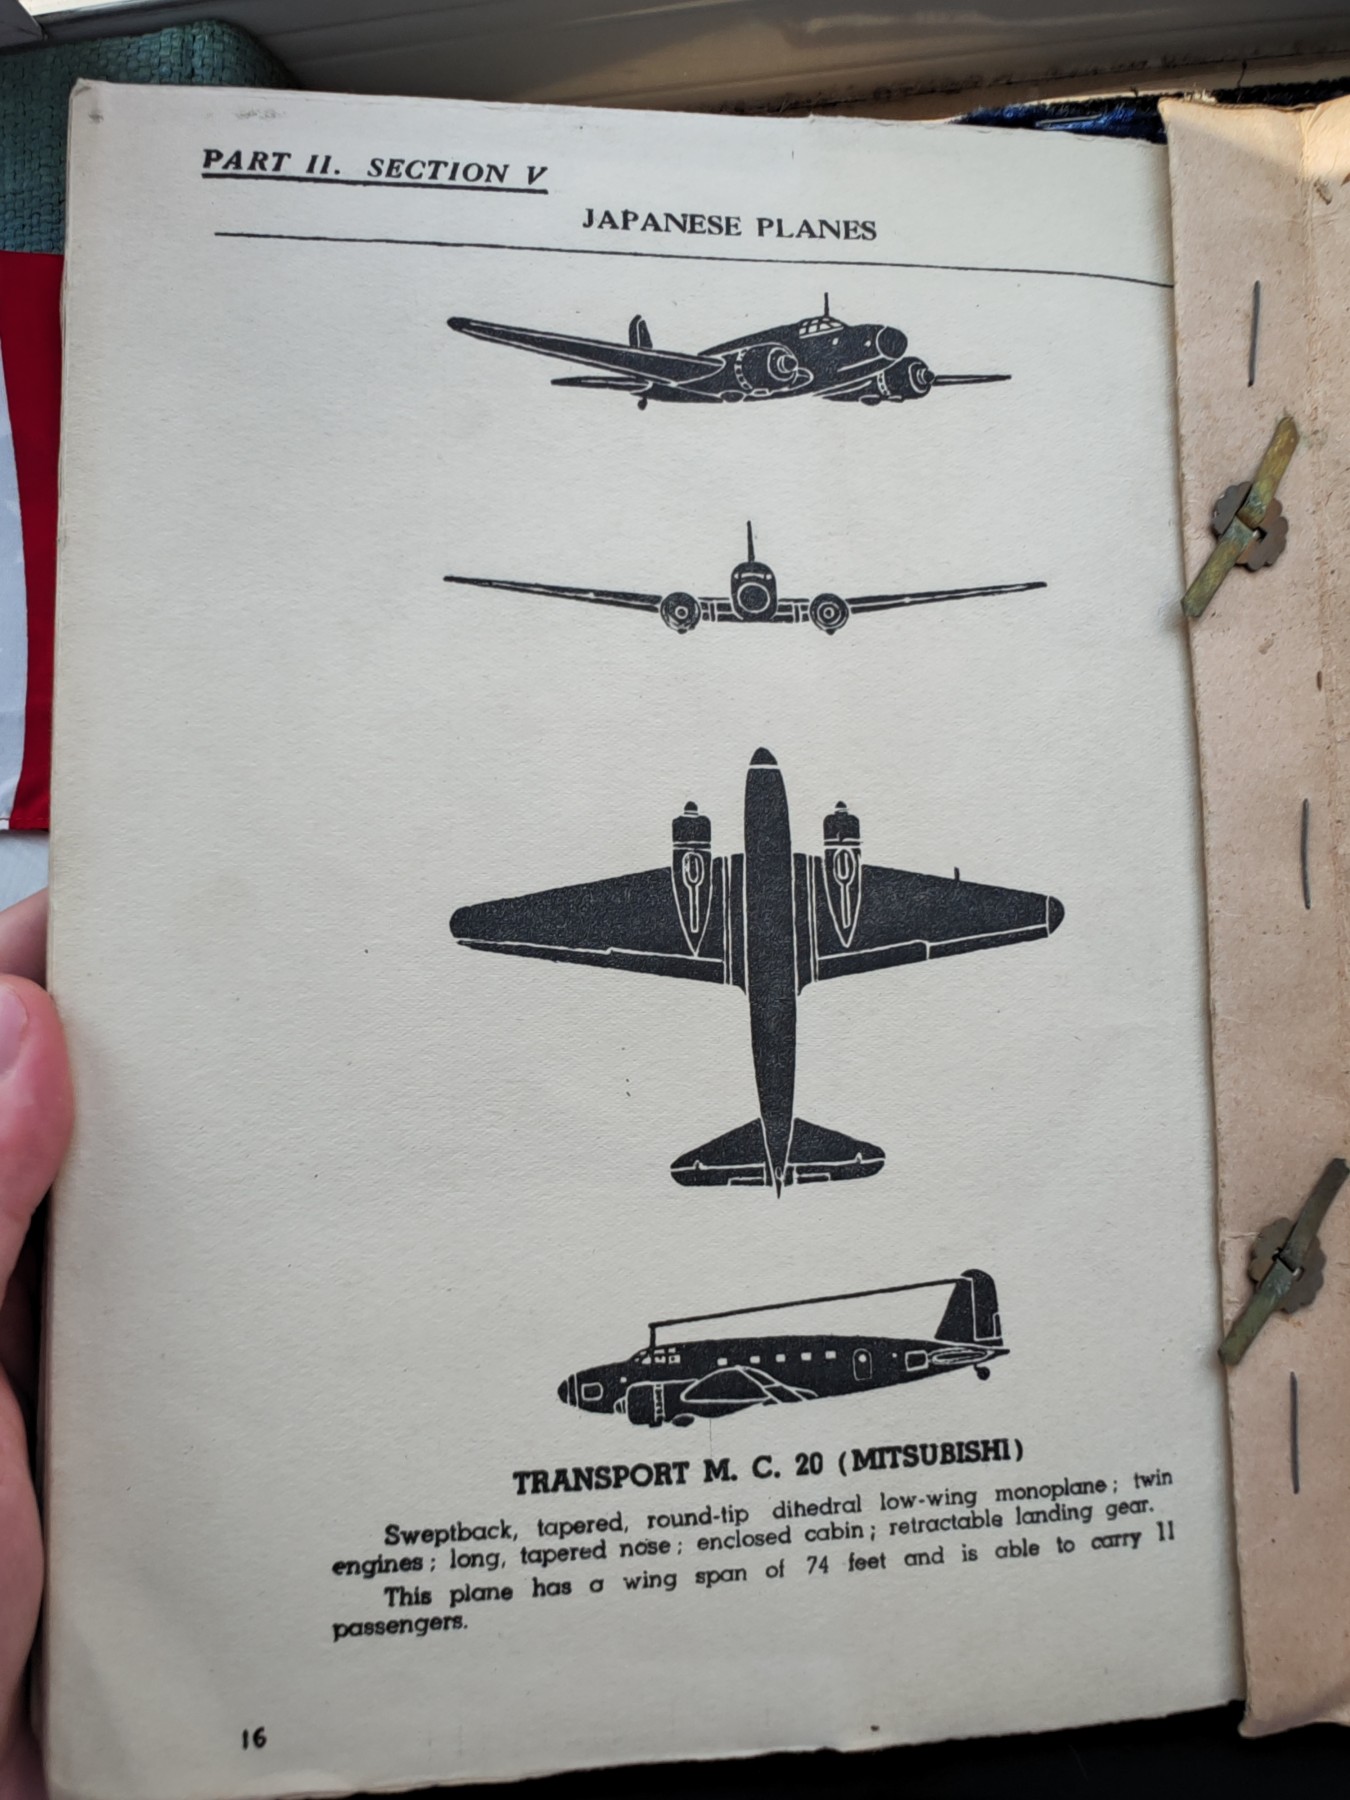 PART II. SECTION V
JAPANESE PLANES
TRANSPORT M. C. 20 (MITSUBISHI)
Sweptback, tapered, round-tip dihedral low-wing monoplane; twin
engines; long, tapered nose; enclosed cabin; retractable landing gear.
This plane has a wing span of 74 feet and is able to carry 11
passengers.
16